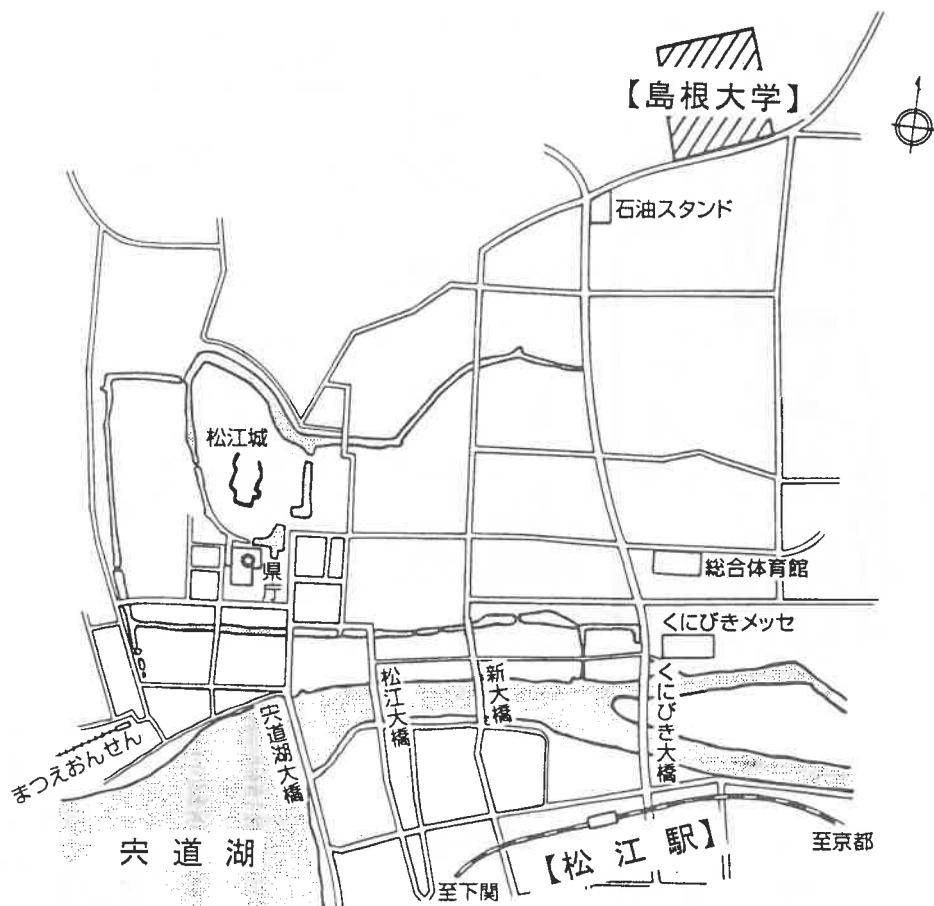 【島根大学】
石油スタンド
松江城
県庁
総合体育館
くにびきメッセ
松江大橋
新大橋
くにびき大橋
宍道湖大橋
まつえおんせん
宍道湖
【松江駅】
至京都
至下関